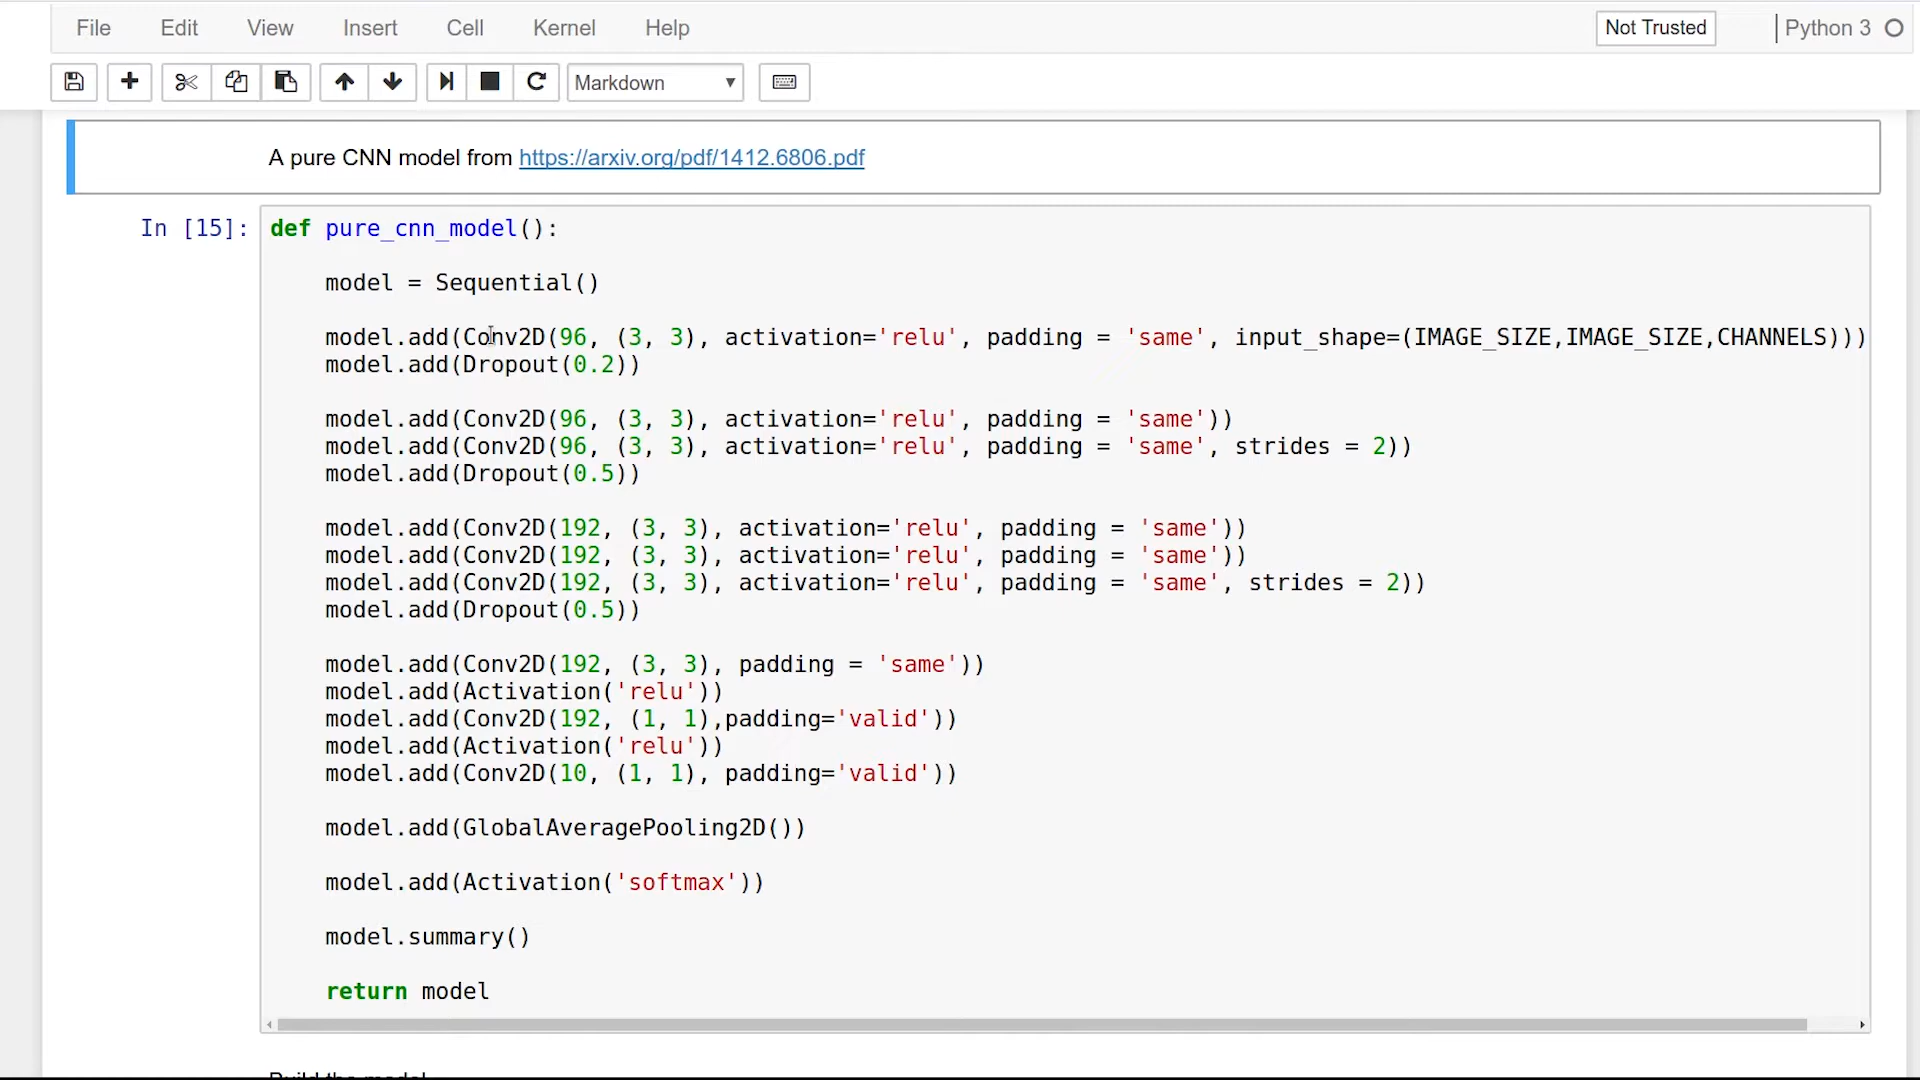 File Edit View Insert Cell Kernel Help Not Trusted Python 3
Markdown
A pure CNN model from https://arxiv.org/pdf/1412.6806.pdf
In [15]: def pure_cnn_model():
model = Sequential()
model.add(Conv2D(96, (3, 3), activation='relu', padding = 'same', input_shape=(IMAGE_SIZE,IMAGE_SIZE,CHANNELS)))
model.add(Dropout(0.2))
model.add(Conv2D(96, (3, 3), activation='relu', padding = 'same'))
model.add(Conv2D(96, (3, 3), activation='relu', padding = 'same', strides = 2))
model.add(Dropout(0.5))
model.add(Conv2D(192, (3, 3), activation='relu', padding = 'same'))
model.add(Conv2D(192, (3, 3), activation='relu', padding = 'same'))
model.add(Conv2D(192, (3, 3), activation='relu', padding = 'same', strides = 2))
model.add(Dropout(0.5))
model.add(Conv2D(192, (3, 3), padding = 'same'))
model.add(Activation('relu'))
model.add(Conv2D(192, (1, 1),padding='valid'))
model.add(Activation('relu'))
model.add(Conv2D(10, (1, 1), padding='valid'))
model.add(GlobalAveragePooling2D())
model.add(Activation('softmax'))
model.summary()
return model
Build the model